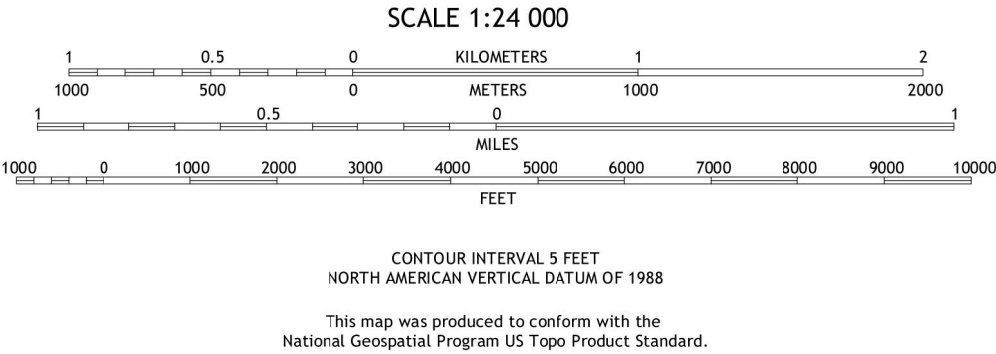 SCALE 1:24 000
1 0.5 0 KILOMETERS 1 2
1000 500 0 METERS 1000 2000
1 0.5 0 1
MILES
1000 0 1000 2000 3000 4000 5000 6000 7000 8000 9000 10000
FEET
CONTOUR INTERVAL 5 FEET
NORTH AMERICAN VERTICAL DATUM OF 1988
This map was produced to conform with the
National Geospatial Program US Topo Product Standard.